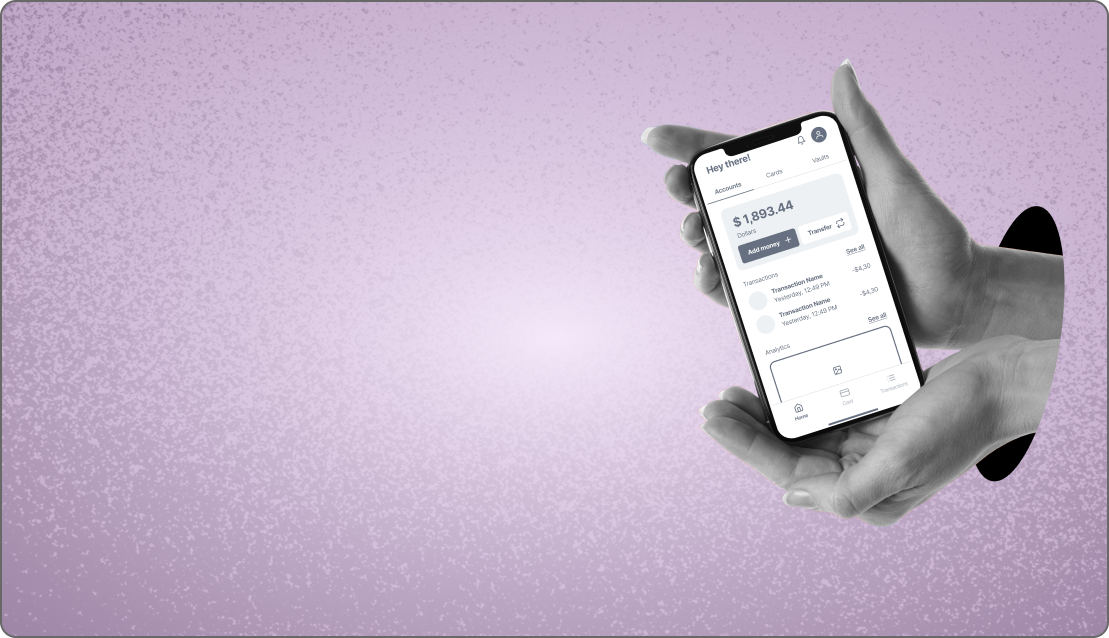 Hey there!
Accounts
Cards
Vaults
$ 1,893.44
Dollars
Add money
Transfer
Transactions
See all
Transaction Name
-$4,30
Yesterday, 12:49 PM
Transaction Name
-$4,30
Yesterday, 12:49 PM
Analytics
See all
Home
Card
Transactions